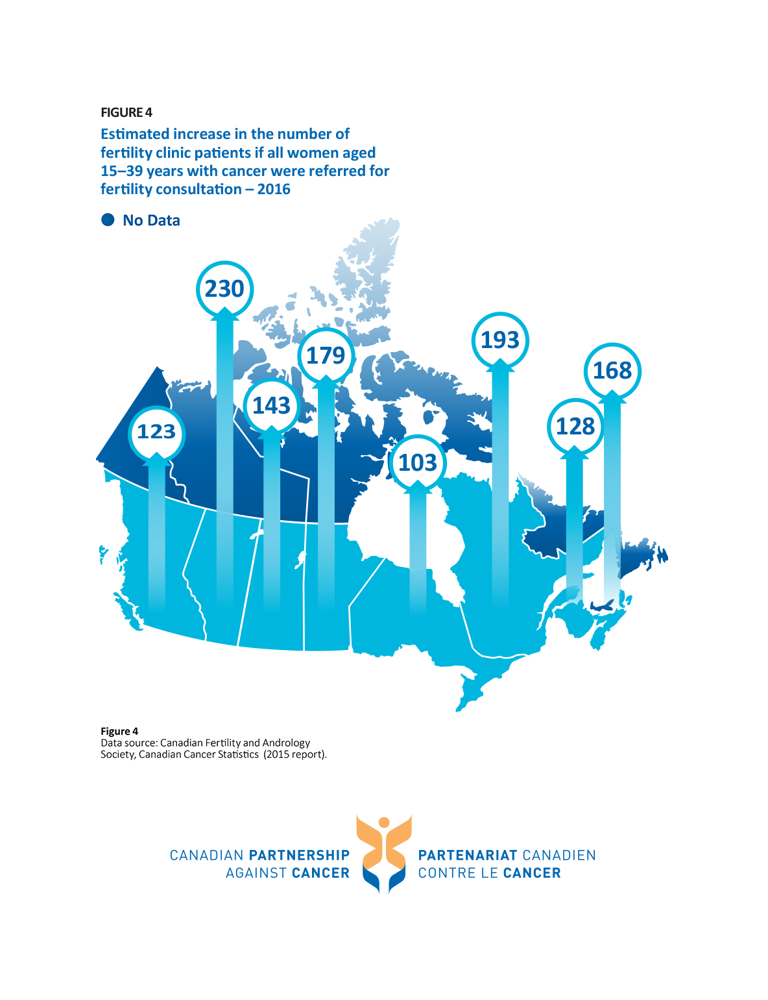 FIGURE 4
Estimated increase in the number of
fertility clinic patients if all women aged
15–39 years with cancer were referred for
fertility consultation – 2016
No Data
230
193
179
168
143
128
123
103
Figure 4
Data source: Canadian Fertility and Andrology
Society, Canadian Cancer Statistics (2015 report).
CANADIAN PARTNERSHIP
AGAINST CANCER
PARTENARIAT CANADIEN
CONTRE LE CANCER